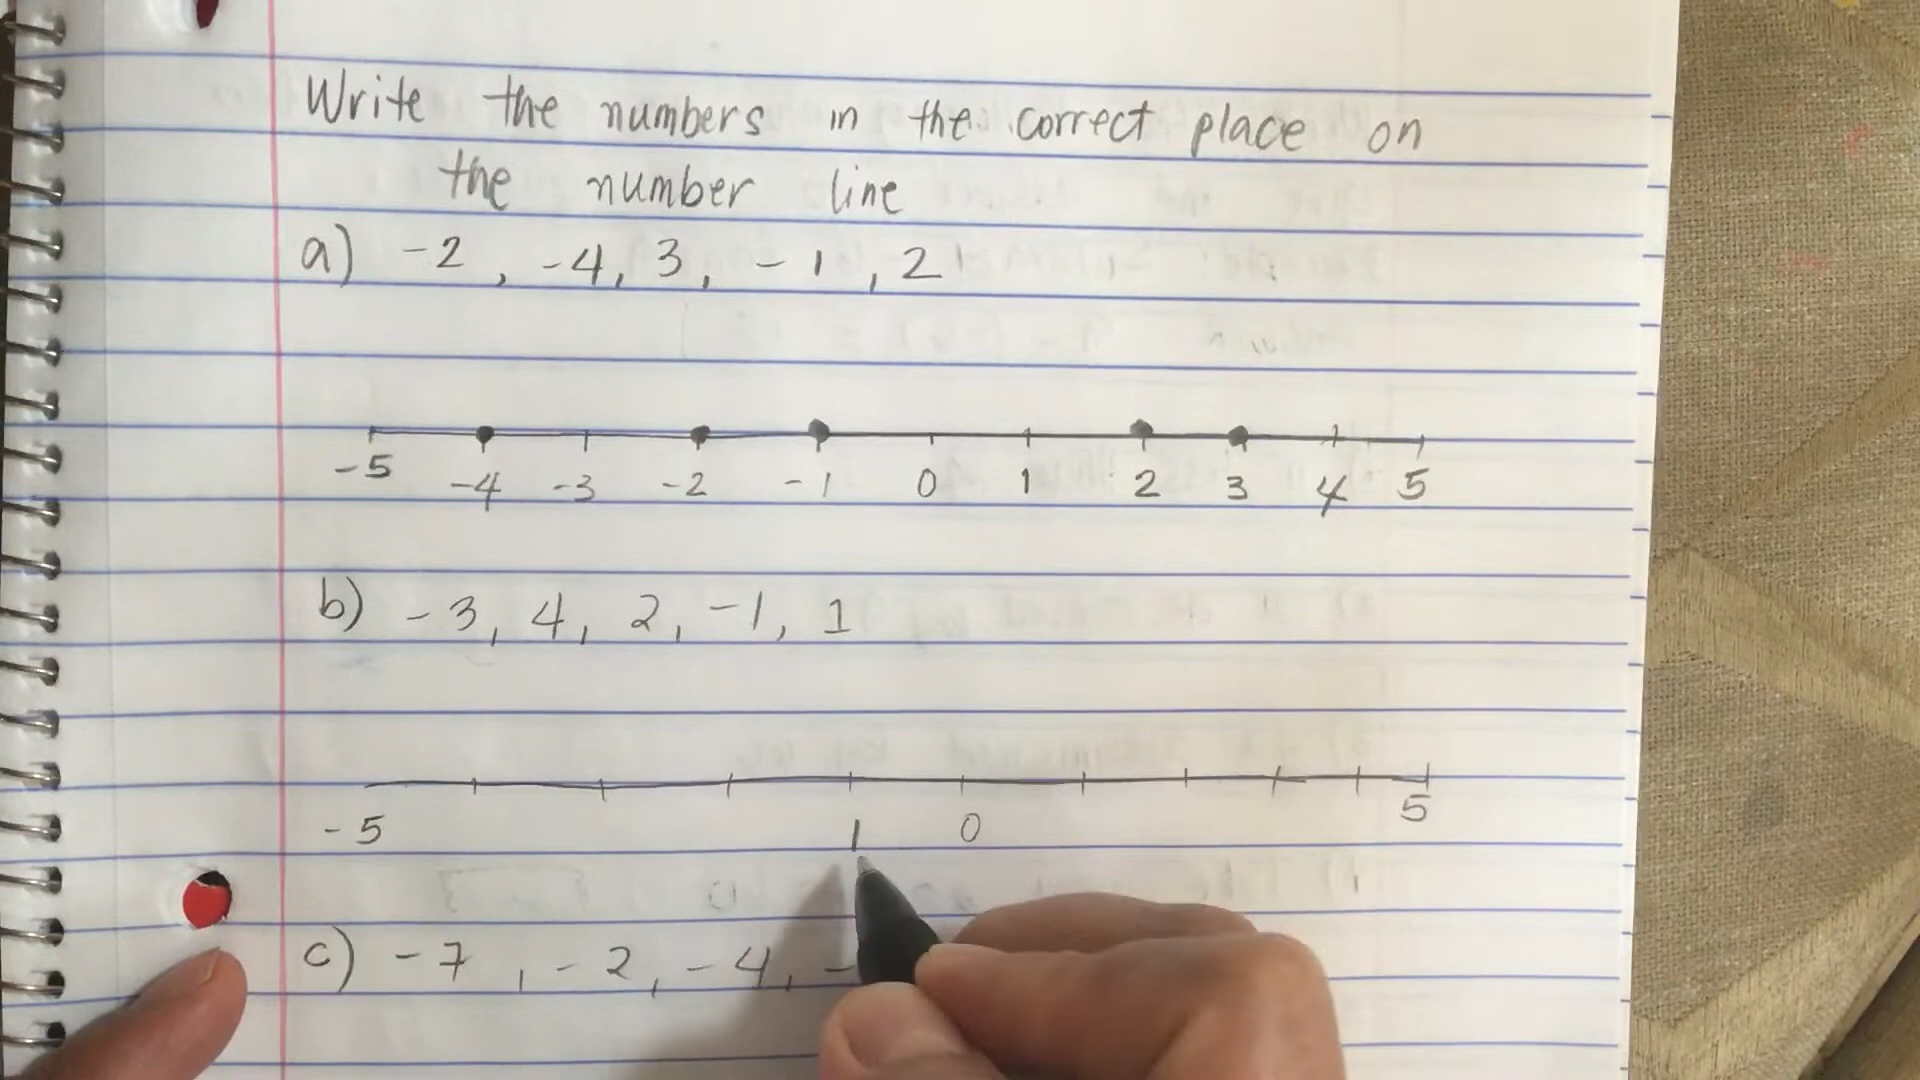 Write the numbers in the correct place on
the number line
a) -2, -4, 3, -1, 2
-5 -4 -3 -2 -1 0 1 2 3 4 5
b) -3, 4, 2, -1, 1
-5 1 0 5
c) -7, -2, -4, -